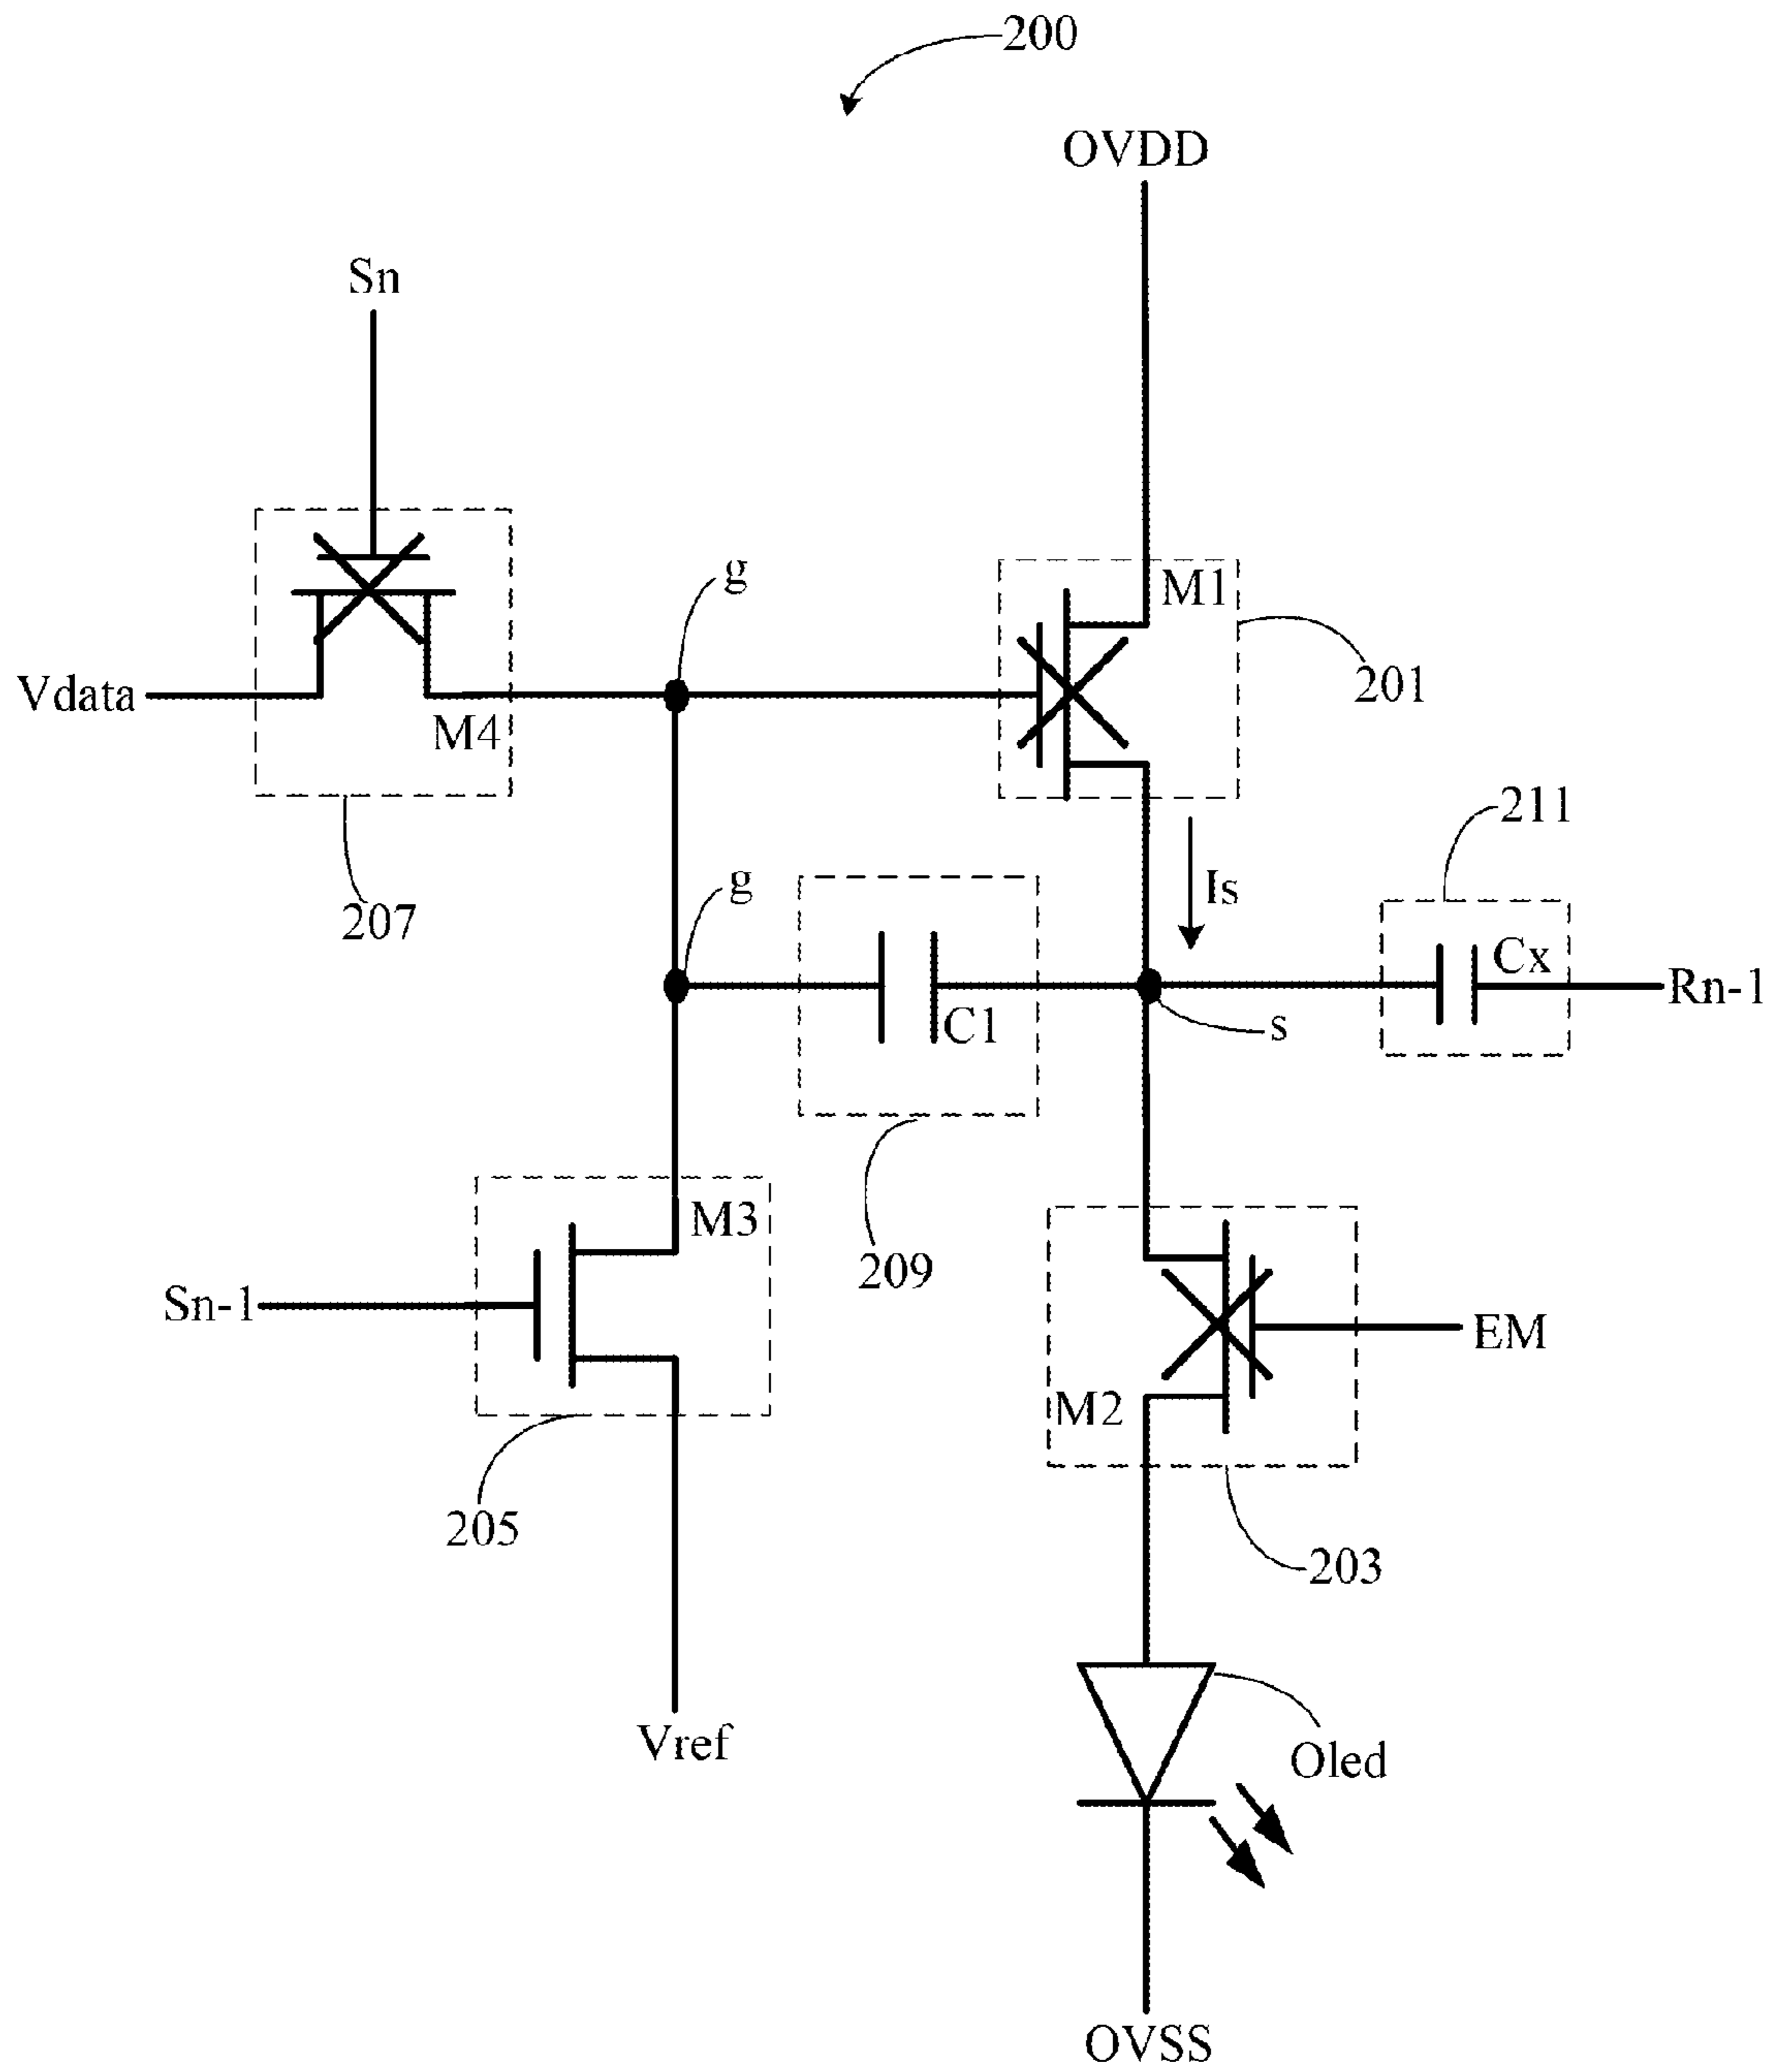 200
OVDD
Sn
g
M1
201
Vdata
M4
211
g
Is
207
Cx
Rn-1
C1
s
M3
209
Sn-1
EM
M2
205
203
Vref
Oled
OVSS